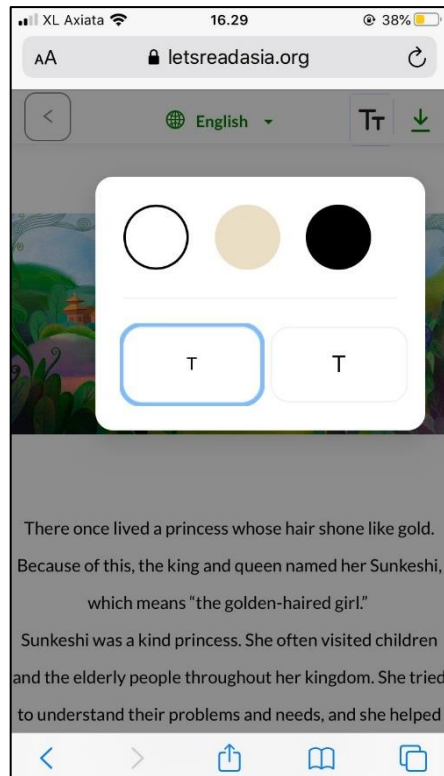 XL Axiata 16.29 38%
AA letsreadasia.org
< English TT
T T
There once lived a princess whose hair shone like gold.
Because of this, the king and queen named her Sunkeshi,
which means “the golden-haired girl.”
Sunkeshi was a kind princess. She often visited children
and the elderly people throughout her kingdom. She tried
to understand their problems and needs, and she helped